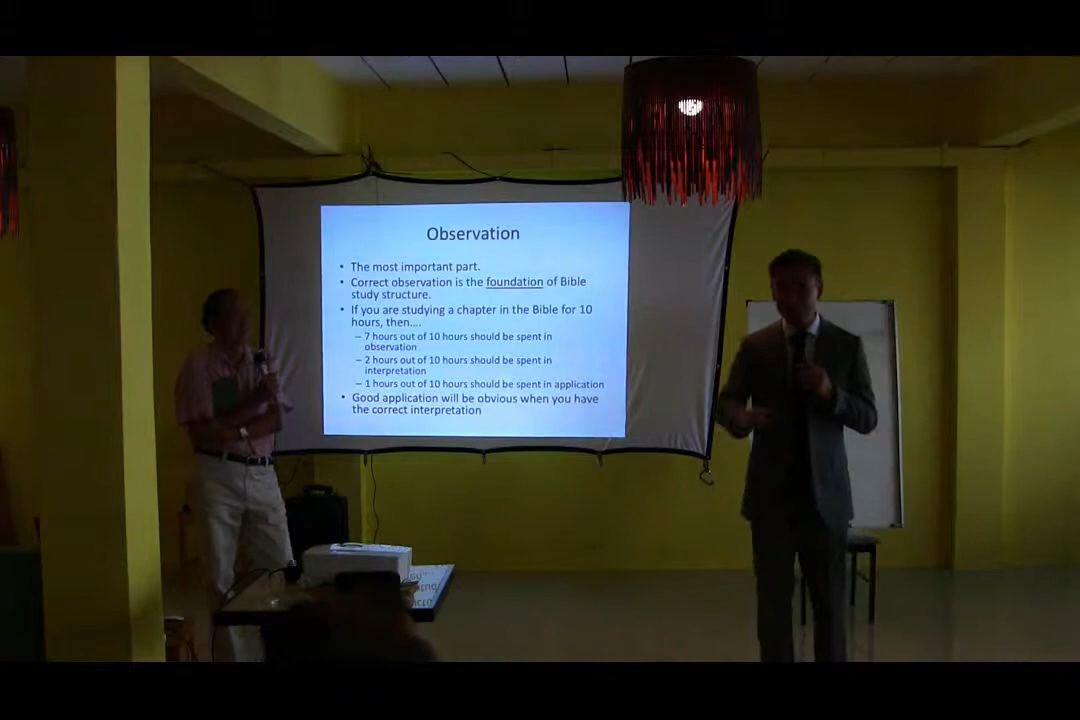 Observation
• The most important part.
• Correct observation is the foundation of Bible
study structure.
• If you are studying a chapter in the Bible for 10
hours, then….
– 7 hours out of 10 hours should be spent in
observation
– 2 hours out of 10 hours should be spent in
interpretation
– 1 hours out of 10 hours should be spent in application
• Good application will be obvious when you have
the correct interpretation